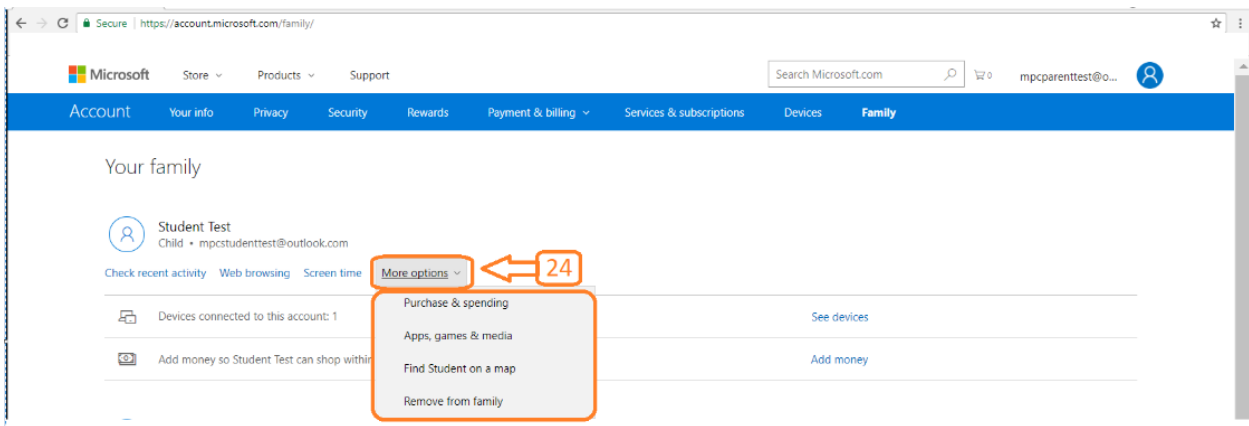 Secure https://account.microsoft.com/family/
Microsoft Store Products Support Search Microsoft.com 0 mpcparenttest@o...
Account Your info Privacy Security Rewards Payment & billing Services & subscriptions Devices Family
Your family
Student Test
Child • mpcstudenttest@outlook.com
Check recent activity Web browsing Screen time More options 24
Purchase & spending
Devices connected to this account: 1 See devices
Apps, games & media
Add money so Student Test can shop within Add money
Find Student on a map
Remove from family